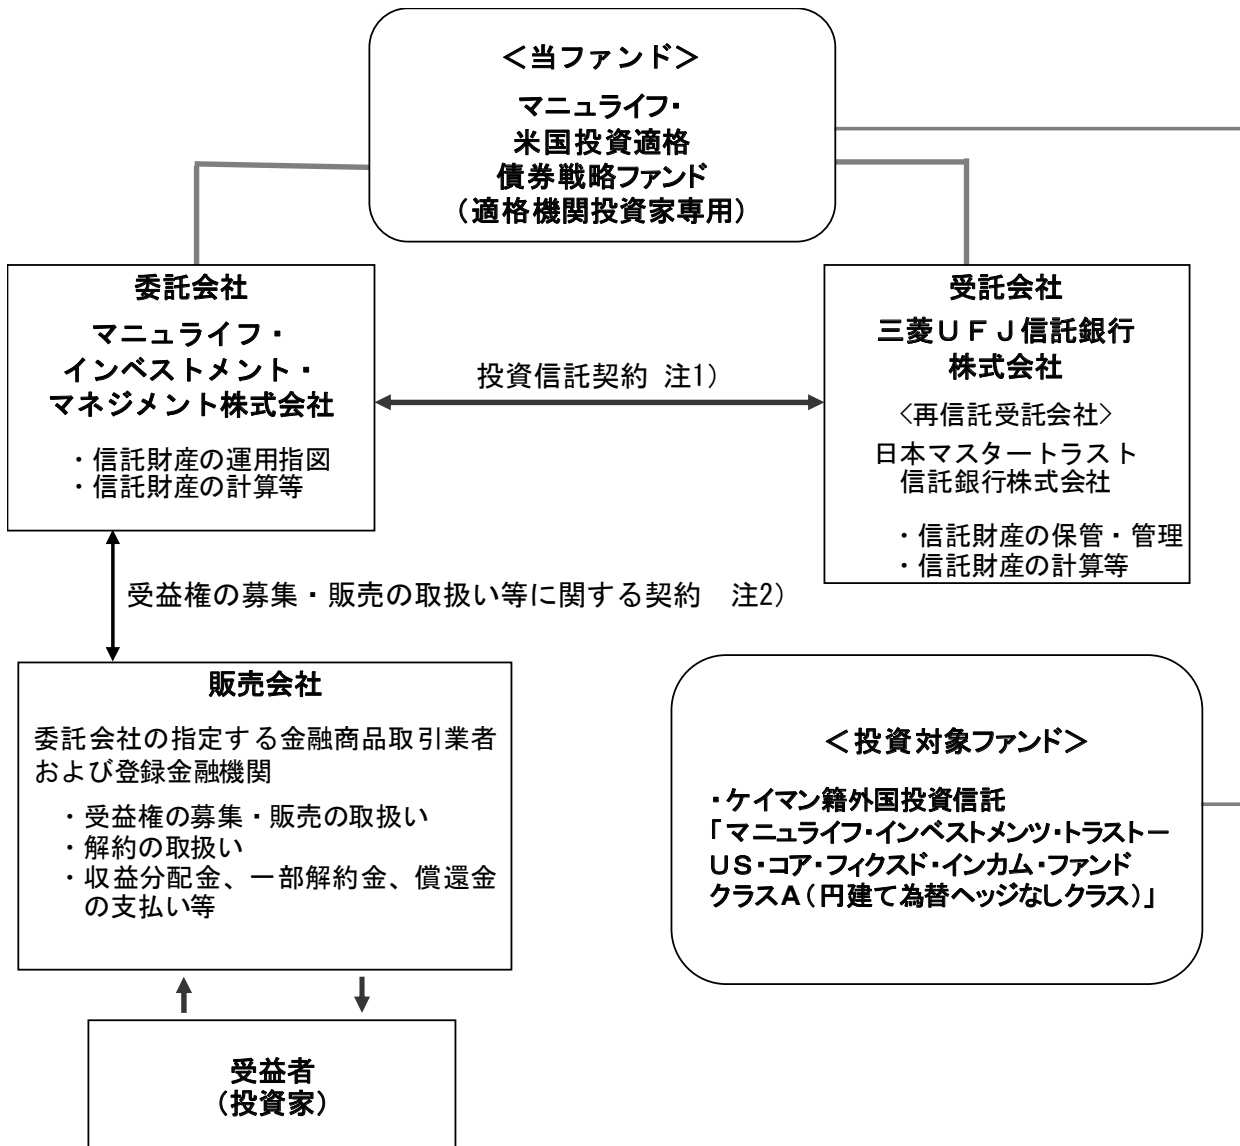 ＜当ファンド＞
マニュライフ・
米国投資適格
債券戦略ファンド
（適格機関投資家専用）
委託会社
マニュライフ・
インベストメント・
マネジメント株式会社
・信託財産の運用指図
・信託財産の計算等
投資信託契約 注1）
受託会社
三菱ＵＦＪ信託銀行
株式会社
〈再信託受託会社〉
日本マスタートラスト
信託銀行株式会社
・信託財産の保管・管理
・信託財産の計算等
受益権の募集・販売の取扱い等に関する契約　注2）
販売会社
委託会社の指定する金融商品取引業者
および登録金融機関
・受益権の募集・販売の取扱い
・解約の取扱い
・収益分配金、一部解約金、償還金
の支払い等
＜投資対象ファンド＞
・ケイマン籍外国投資信託
「マニュライフ・インベストメンツ・トラスト－
ＵＳ・コア・フィクスド・インカム・ファンド
クラスＡ（円建て為替ヘッジなしクラス）」
受益者
（投資家）